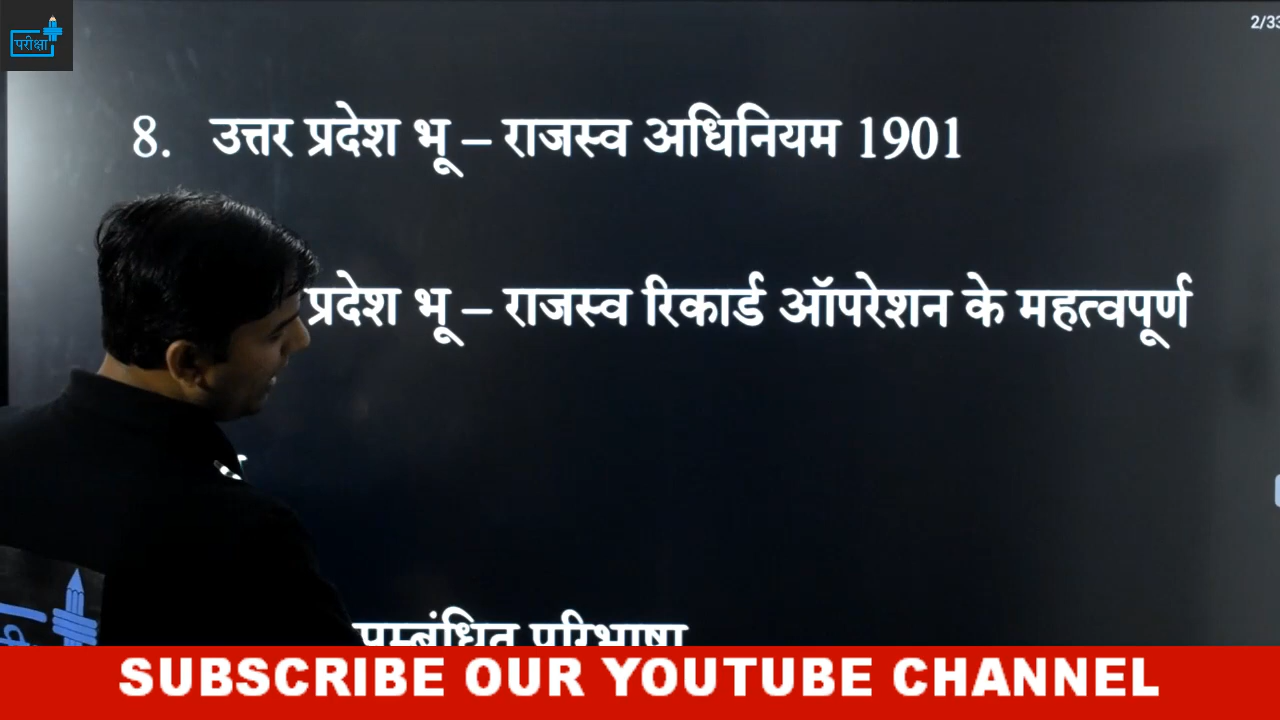 परीक्षा
2/33
8. उत्तर प्रदेश भू – राजस्व अधिनियम 1901
प्रदेश भू – राजस्व रिकार्ड ऑपरेशन के महत्वपूर्ण
सम्बंधित परिभाषा
SUBSCRIBE OUR YOUTUBE CHANNEL